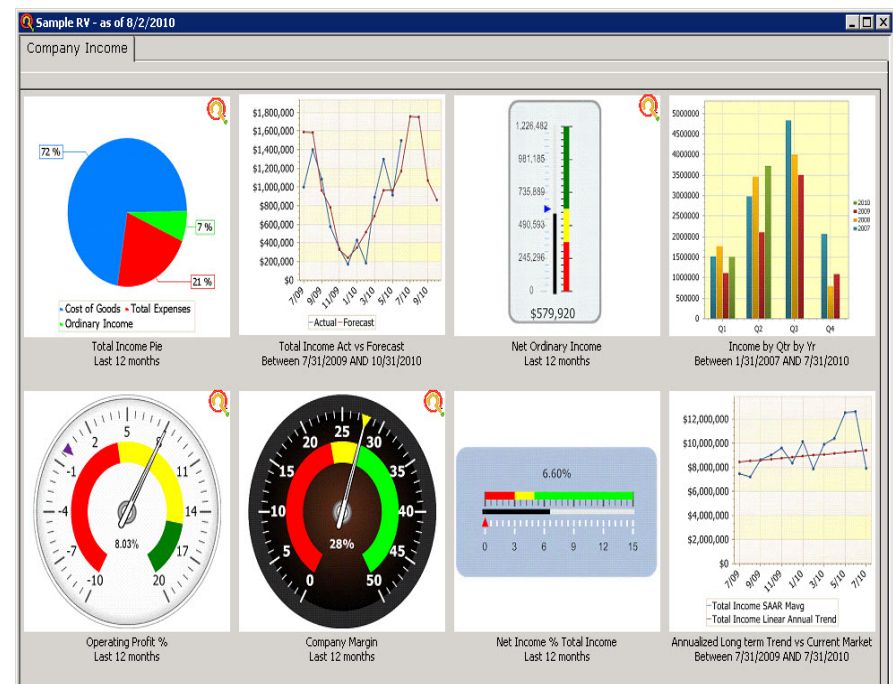 Sample RV - as of 8/2/2010
Company Income
72 %
7 %
21 %
Cost of Goods Total Expenses
Ordinary Income
Total Income Pie
Last 12 months
$1,800,000
$1,600,000
$1,400,000
$1,200,000
$1,000,000
$800,000
$600,000
$400,000
$200,000
$0
7/09 9/09 11/09 1/10 3/10 5/10 7/10 9/10
Actual Forecast
Total Income Act vs Forecast
Between 7/31/2009 AND 10/31/2010
1,226,482
981,185
735,889
490,593
245,296
0
$579,920
Net Ordinary Income
Last 12 months
5000000
4500000
4000000
3500000
3000000
2500000
2000000
1500000
1000000
500000
0
Q1 Q2 Q3 Q4
2010
2009
2008
2007
Income by Qtr by Yr
Between 1/31/2007 AND 7/31/2010
-10 -7 -4 -1 2 5 8 11 14 17 20
8.03%
Operating Profit %
Last 12 months
0 5 10 15 20 25 30 35 40 45 50
28%
Company Margin
Last 12 months
6.60%
0 3 6 9 12 15
Net Income % Total Income
Last 12 months
$12,000,000
$10,000,000
$8,000,000
$6,000,000
$4,000,000
$2,000,000
$0
7/09 9/09 11/09 1/10 3/10 5/10 7/10
Total Income SAAR Mavg
Total Income Linear Annual Trend
Annualized Long term Trend vs Current Market
Between 7/31/2009 AND 7/31/2010